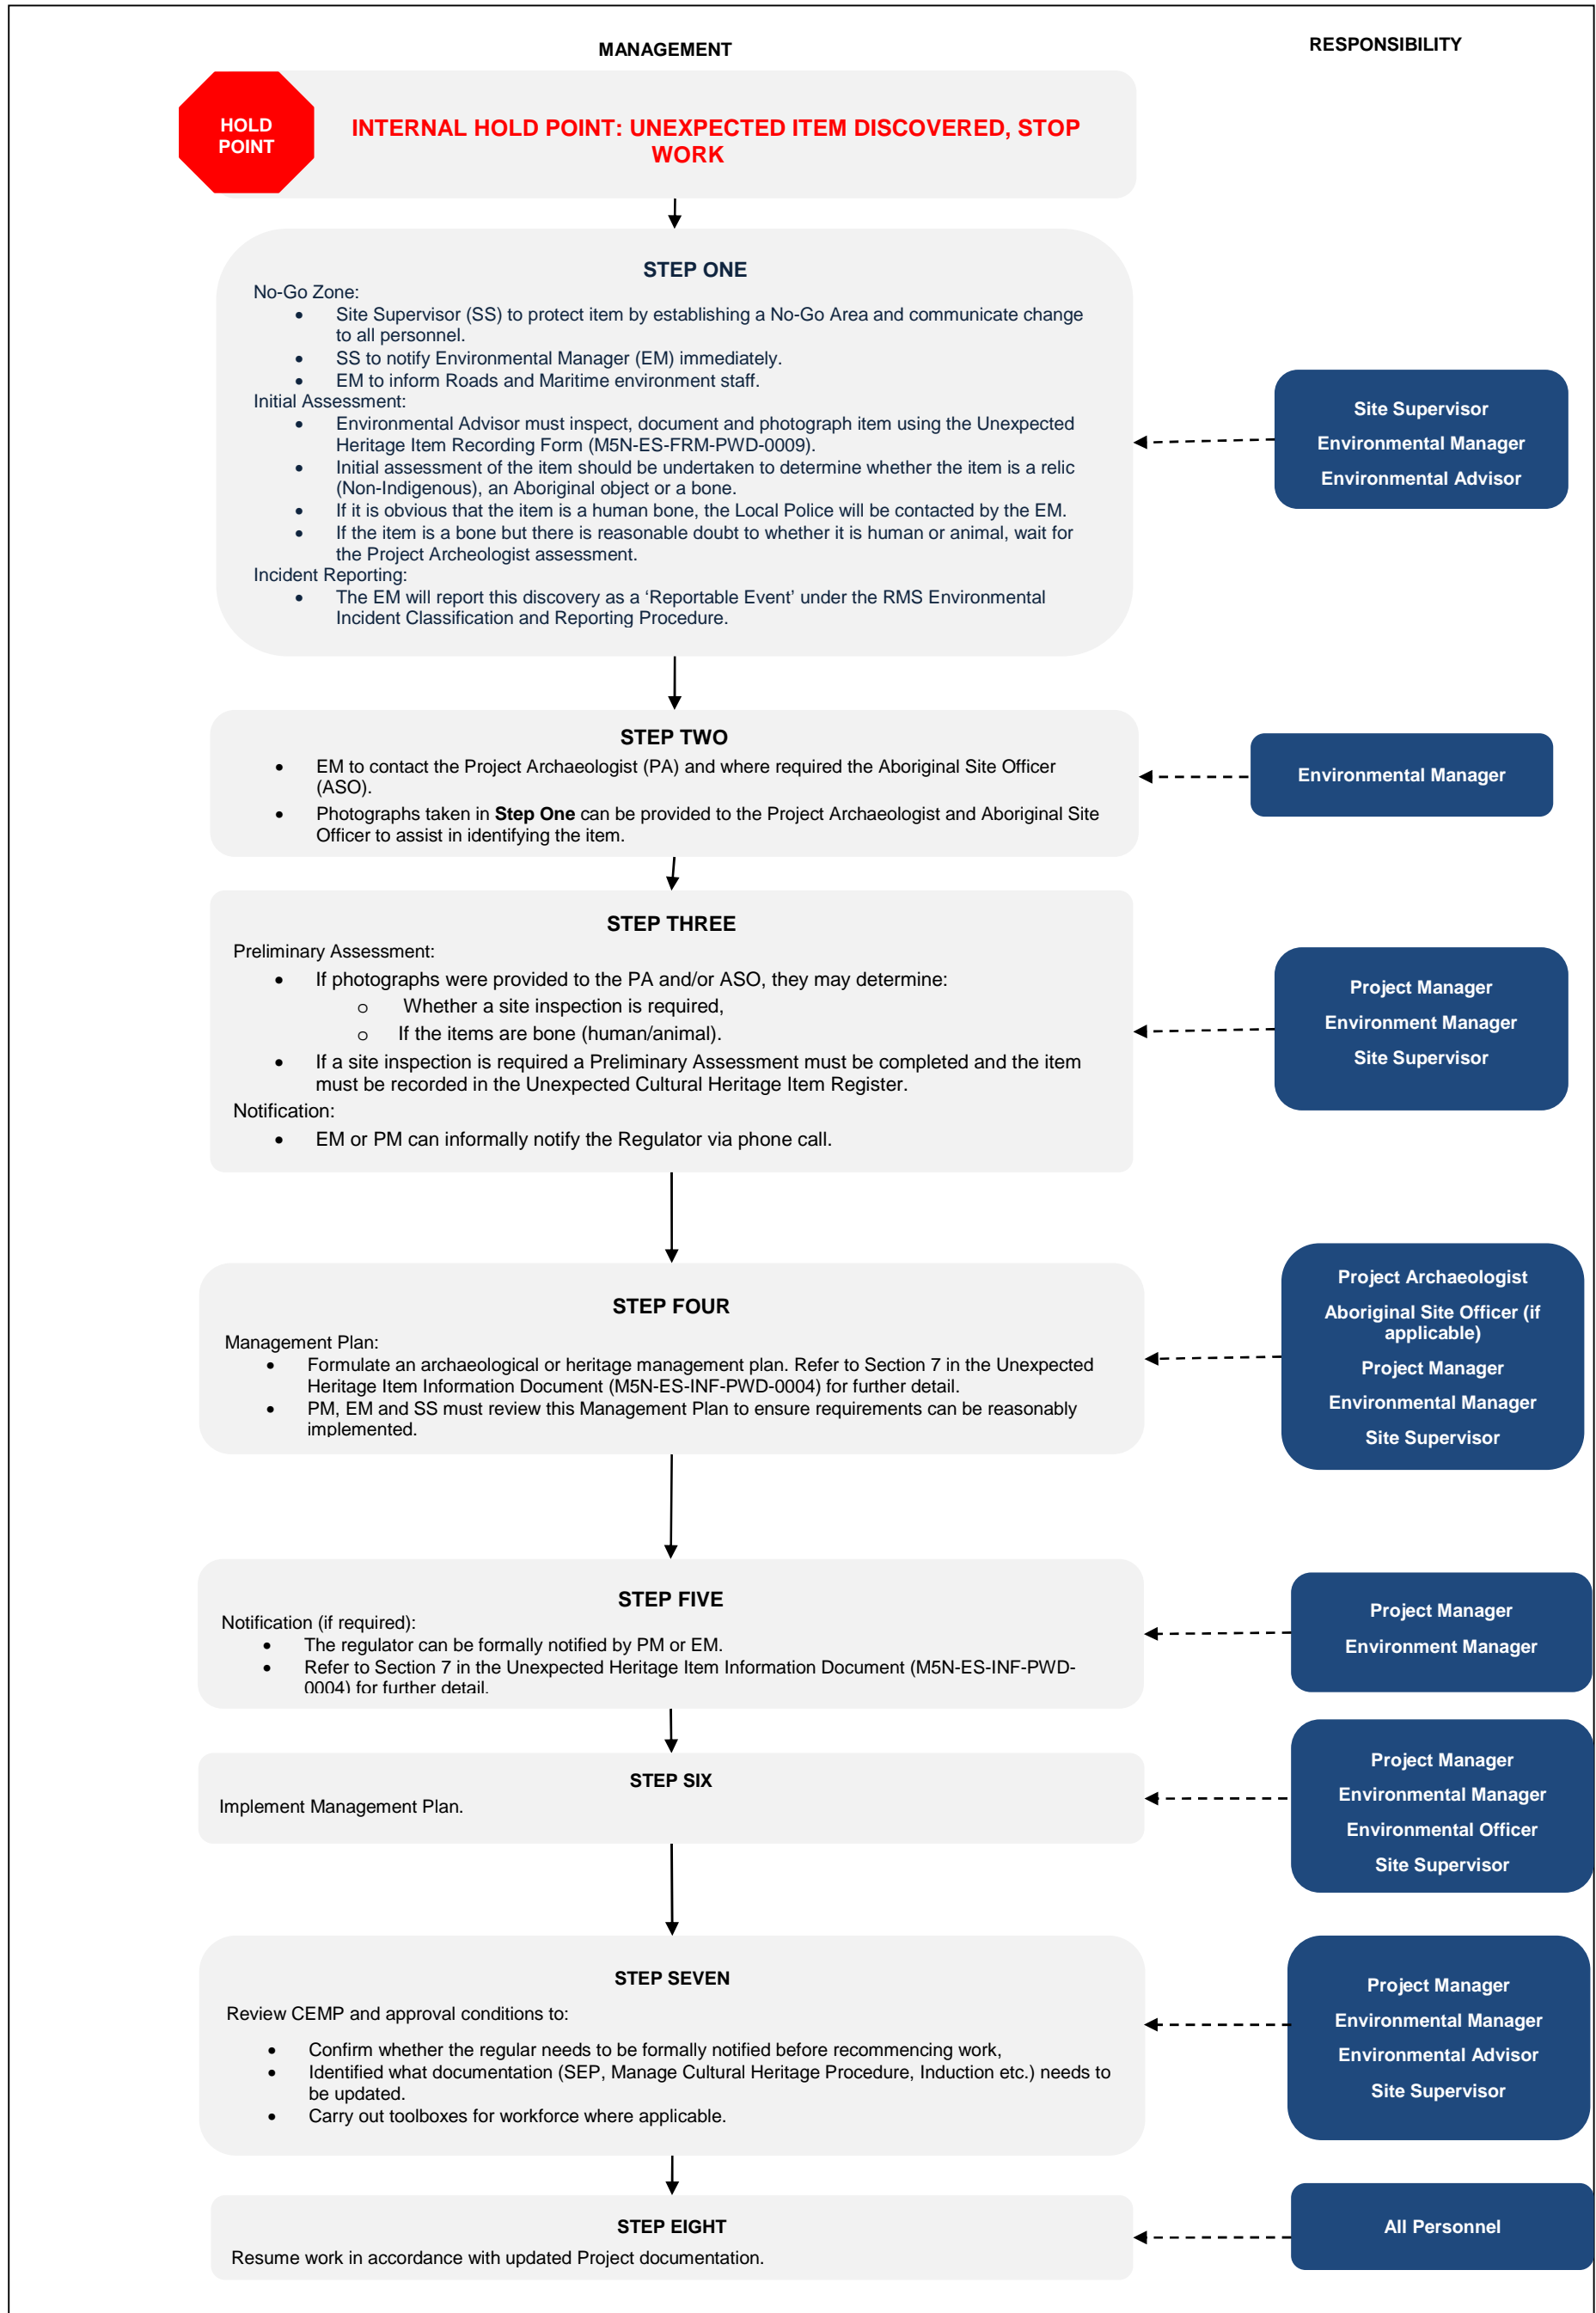 MANAGEMENT
RESPONSIBILITY
HOLD
POINT
INTERNAL HOLD POINT: UNEXPECTED ITEM DISCOVERED, STOP
WORK
STEP ONE
No-Go Zone:
• Site Supervisor (SS) to protect item by establishing a No-Go Area and communicate change
to all personnel.
• SS to notify Environmental Manager (EM) immediately.
• EM to inform Roads and Maritime environment staff.
Initial Assessment:
• Environmental Advisor must inspect, document and photograph item using the Unexpected
Heritage Item Recording Form (M5N-ES-FRM-PWD-0009).
• Initial assessment of the item should be undertaken to determine whether the item is a relic
(Non-Indigenous), an Aboriginal object or a bone.
• If it is obvious that the item is a human bone, the Local Police will be contacted by the EM.
• If the item is a bone but there is reasonable doubt to whether it is human or animal, wait for
the Project Archeologist assessment.
Incident Reporting:
• The EM will report this discovery as a ‘Reportable Event’ under the RMS Environmental
Incident Classification and Reporting Procedure.
Site Supervisor
Environmental Manager
Environmental Advisor
STEP TWO
• EM to contact the Project Archaeologist (PA) and where required the Aboriginal Site Officer
(ASO).
• Photographs taken in Step One can be provided to the Project Archaeologist and Aboriginal Site
Officer to assist in identifying the item.
Environmental Manager
STEP THREE
Preliminary Assessment:
• If photographs were provided to the PA and/or ASO, they may determine:
o Whether a site inspection is required,
o If the items are bone (human/animal).
• If a site inspection is required a Preliminary Assessment must be completed and the item
must be recorded in the Unexpected Cultural Heritage Item Register.
Notification:
• EM or PM can informally notify the Regulator via phone call.
Project Manager
Environment Manager
Site Supervisor
STEP FOUR
Management Plan:
• Formulate an archaeological or heritage management plan. Refer to Section 7 in the Unexpected
Heritage Item Information Document (M5N-ES-INF-PWD-0004) for further detail.
• PM, EM and SS must review this Management Plan to ensure requirements can be reasonably
implemented.
Project Archaeologist
Aboriginal Site Officer (if
applicable)
Project Manager
Environmental Manager
Site Supervisor
STEP FIVE
Notification (if required):
• The regulator can be formally notified by PM or EM.
• Refer to Section 7 in the Unexpected Heritage Item Information Document (M5N-ES-INF-PWD-
0004) for further detail.
Project Manager
Environment Manager
STEP SIX
Implement Management Plan.
Project Manager
Environmental Manager
Environmental Officer
Site Supervisor
STEP SEVEN
Review CEMP and approval conditions to:
• Confirm whether the regular needs to be formally notified before recommencing work,
• Identified what documentation (SEP, Manage Cultural Heritage Procedure, Induction etc.) needs to
be updated.
• Carry out toolboxes for workforce where applicable.
Project Manager
Environmental Manager
Environmental Advisor
Site Supervisor
STEP EIGHT
Resume work in accordance with updated Project documentation.
All Personnel